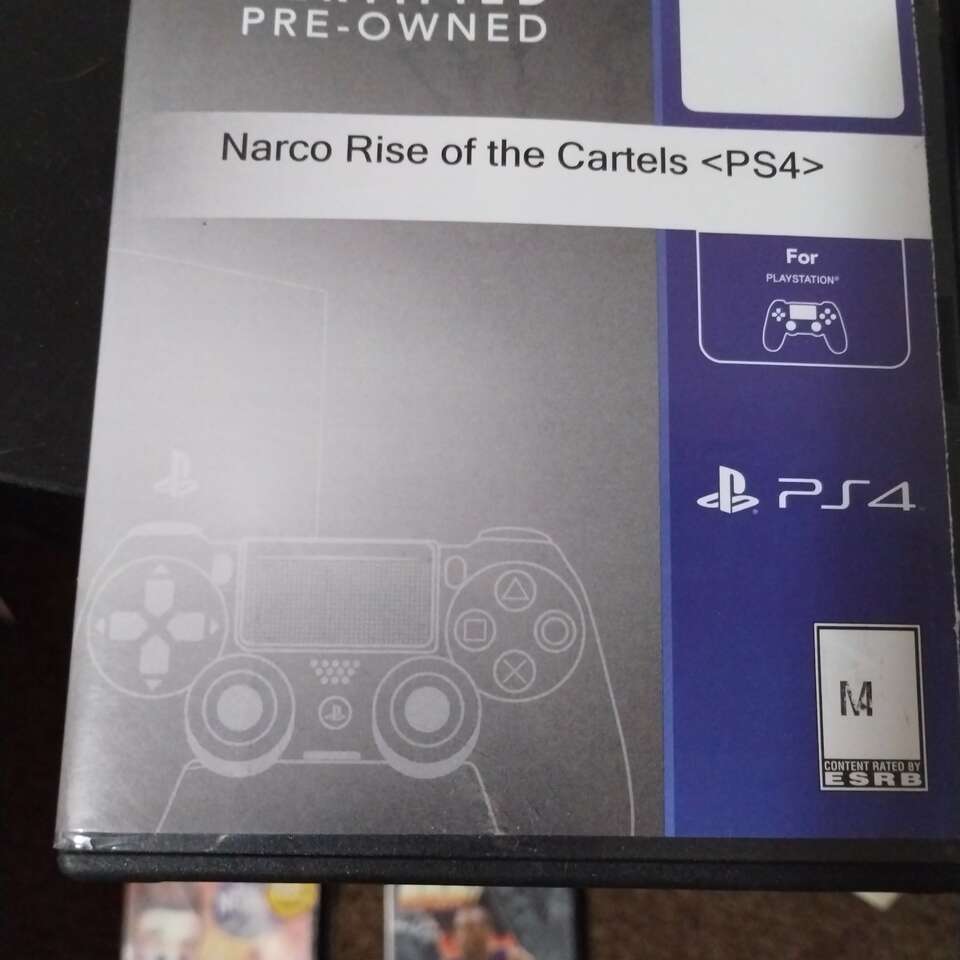 PRE-OWNED
Narco Rise of the Cartels <PS4>
For
PLAYSTATION®
PS4
M
CONTENT RATED BY
ESRB